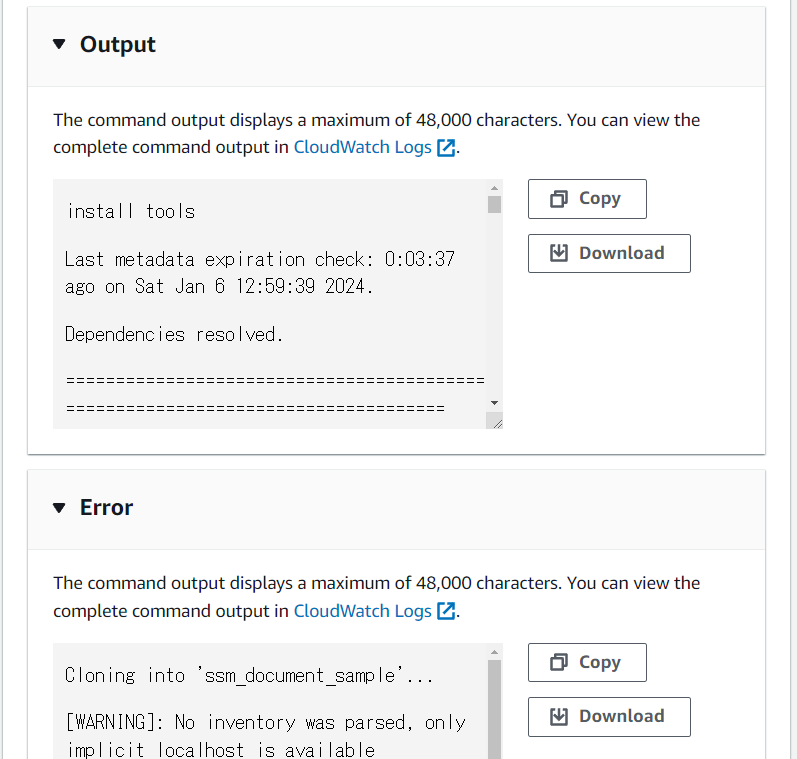 Output
The command output displays a maximum of 48,000 characters. You can view the
complete command output in CloudWatch Logs.
install tools
Last metadata expiration check: 0:03:37
ago on Sat Jan 6 12:59:39 2024.
Dependencies resolved.
==========================================
======================================
Copy
Download
Error
The command output displays a maximum of 48,000 characters. You can view the
complete command output in CloudWatch Logs.
Cloning into 'ssm_document_sample'...
[WARNING]: No inventory was parsed, only
implicit localhost is available
Copy
Download